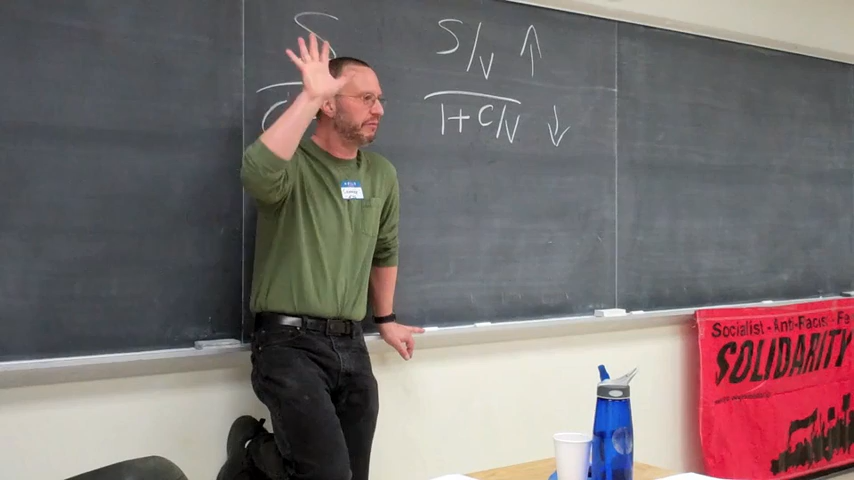 S
S/V ↑
C
1+C/V ↓
Socialist - Anti-Racist - Fe
SOLIDARITY